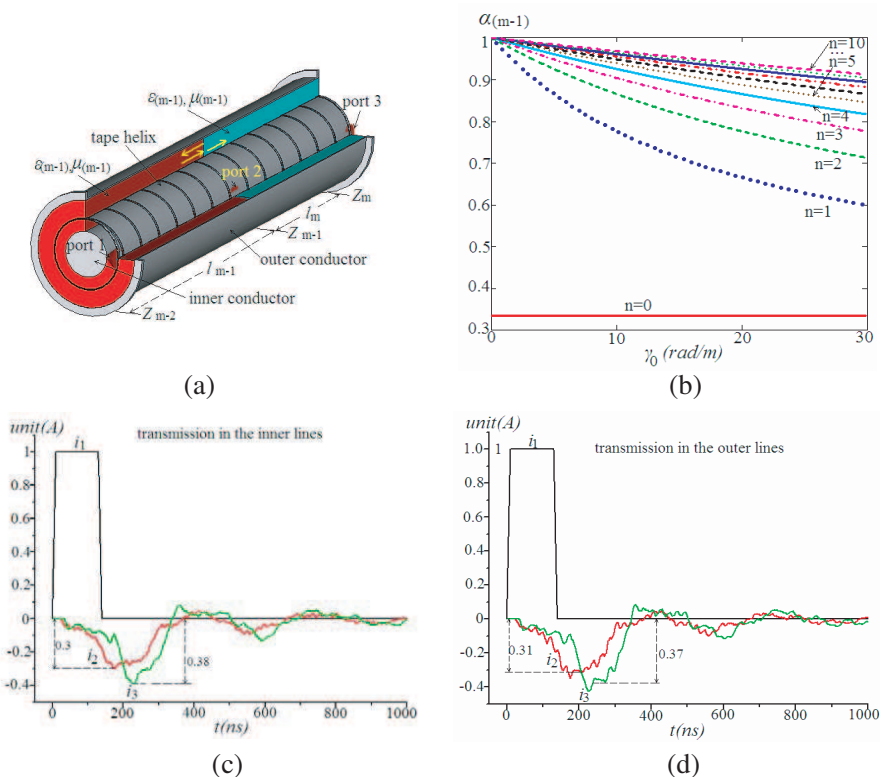 ε(m-1), μ(m-1)
port 3
tape helix
ε(m-1),μ(m-1)
port 2
Zm
lm
Z m-1
port 1
outer conductor
l m-1
inner conductor
Z m-2
(a)
α(m-1)
1
0.9
0.8
0.7
0.6
0.5
0.4
0.3
n=10
...
n=5
n=4
n=3
n=2
n=1
n=0
0
10
20
30
γ0 (rad/m)
(b)
unit(A)
transmission in the inner lines
i1
1
0.8
0.6
0.4
0.2
0
-0.2
-0.4
0.3
i2
0.38
i3
0
200
400
600
800
1000
t(ns)
(c)
unit(A)
i1
transmission in the outer lines
1
0.8
0.6
0.4
0.2
0
-0.2
-0.4
0.31
i2
0.37
i3
0
200
400
600
800
1000
t(ns)
(d)